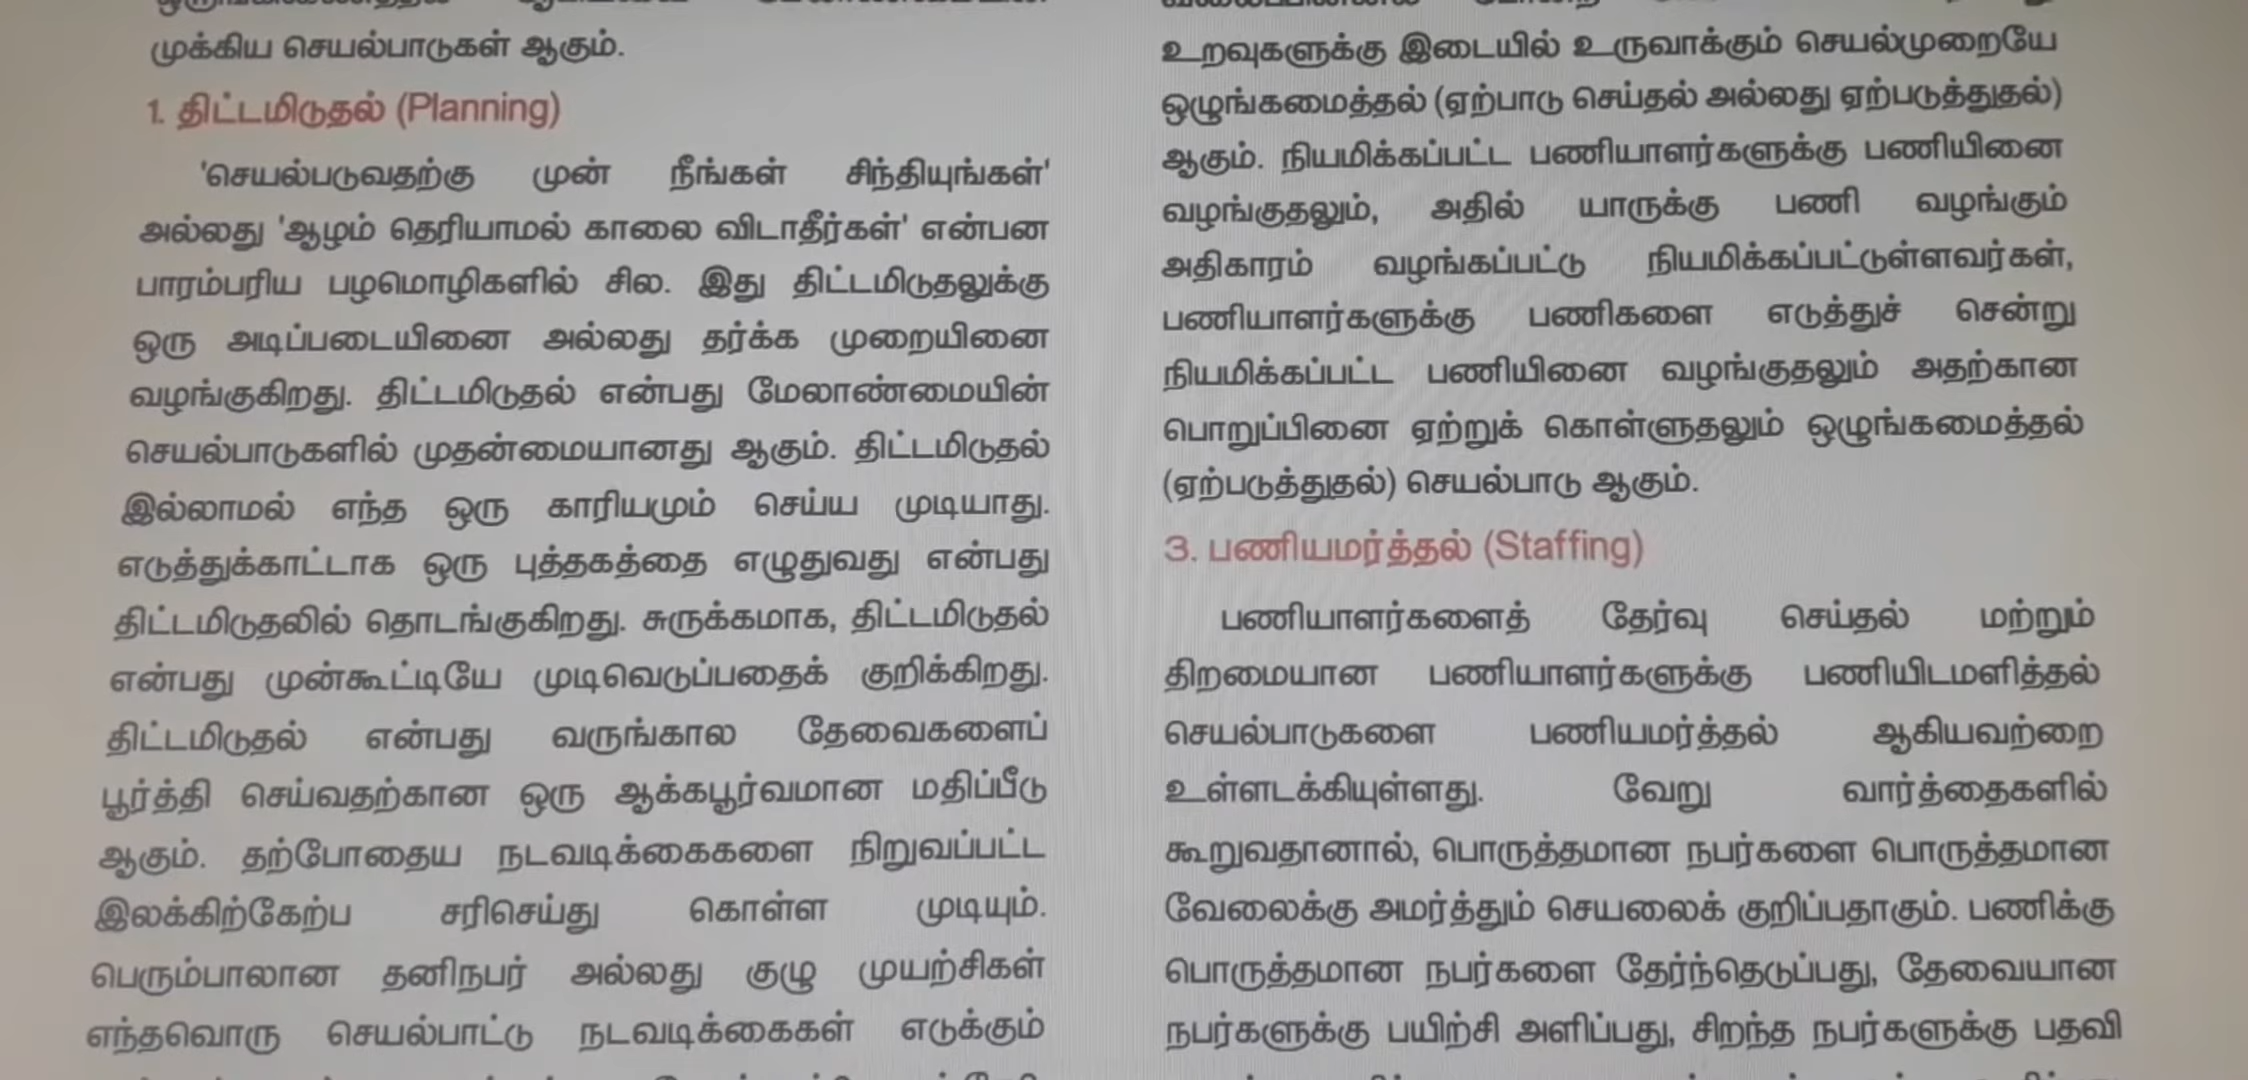 முக்கிய செயல்பாடுகள் ஆகும்.
1. திட்டமிடுதல் (Planning)
'செயல்படுவதற்கு முன் நீங்கள் சிந்தியுங்கள்'
அல்லது 'ஆழம் தெரியாமல் காலை விடாதீர்கள்' என்பன
பாரம்பரிய பழமொழிகளில் சில. இது திட்டமிடுதலுக்கு
ஒரு அடிப்படையினை அல்லது தர்க்க முறையினை
வழங்குகிறது. திட்டமிடுதல் என்பது மேலாண்மையின்
செயல்பாடுகளில் முதன்மையானது ஆகும். திட்டமிடுதல்
இல்லாமல் எந்த ஒரு காரியமும் செய்ய முடியாது.
எடுத்துக்காட்டாக ஒரு புத்தகத்தை எழுதுவது என்பது
திட்டமிடுதலில் தொடங்குகிறது. சுருக்கமாக, திட்டமிடுதல்
என்பது முன்கூட்டியே முடிவெடுப்பதைக் குறிக்கிறது.
திட்டமிடுதல் என்பது வருங்கால தேவைகளைப்
பூர்த்தி செய்வதற்கான ஒரு ஆக்கபூர்வமான மதிப்பீடு
ஆகும். தற்போதைய நடவடிக்கைகளை நிறுவப்பட்ட
இலக்கிற்கேற்ப சரிசெய்து கொள்ள முடியும்.
பெரும்பாலான தனிநபர் அல்லது குழு முயற்சிகள்
எந்தவொரு செயல்பாட்டு நடவடிக்கைகள் எடுக்கும்
உறவுகளுக்கு இடையில் உருவாக்கும் செயல்முறையே
ஒழுங்கமைத்தல் (ஏற்பாடு செய்தல் அல்லது ஏற்படுத்துதல்)
ஆகும். நியமிக்கப்பட்ட பணியாளர்களுக்கு பணியினை
வழங்குதலும், அதில் யாருக்கு பணி வழங்கும்
அதிகாரம் வழங்கப்பட்டு நியமிக்கப்பட்டுள்ளவர்கள்,
பணியாளர்களுக்கு பணிகளை எடுத்துச் சென்று
நியமிக்கப்பட்ட பணியினை வழங்குதலும் அதற்கான
பொறுப்பினை ஏற்றுக் கொள்ளுதலும் ஒழுங்கமைத்தல்
(ஏற்படுத்துதல்) செயல்பாடு ஆகும்.
3. பணியமர்த்தல் (Staffing)
பணியாளர்களைத் தேர்வு செய்தல் மற்றும்
திறமையான பணியாளர்களுக்கு பணியிடமளித்தல்
செயல்பாடுகளை பணியமர்த்தல் ஆகியவற்றை
உள்ளடக்கியுள்ளது. வேறு வார்த்தைகளில்
கூறுவதானால், பொருத்தமான நபர்களை பொருத்தமான
வேலைக்கு அமர்த்தும் செயலைக் குறிப்பதாகும். பணிக்கு
பொருத்தமான நபர்களை தேர்ந்தெடுப்பது, தேவையான
நபர்களுக்கு பயிற்சி அளிப்பது, சிறந்த நபர்களுக்கு பதவி